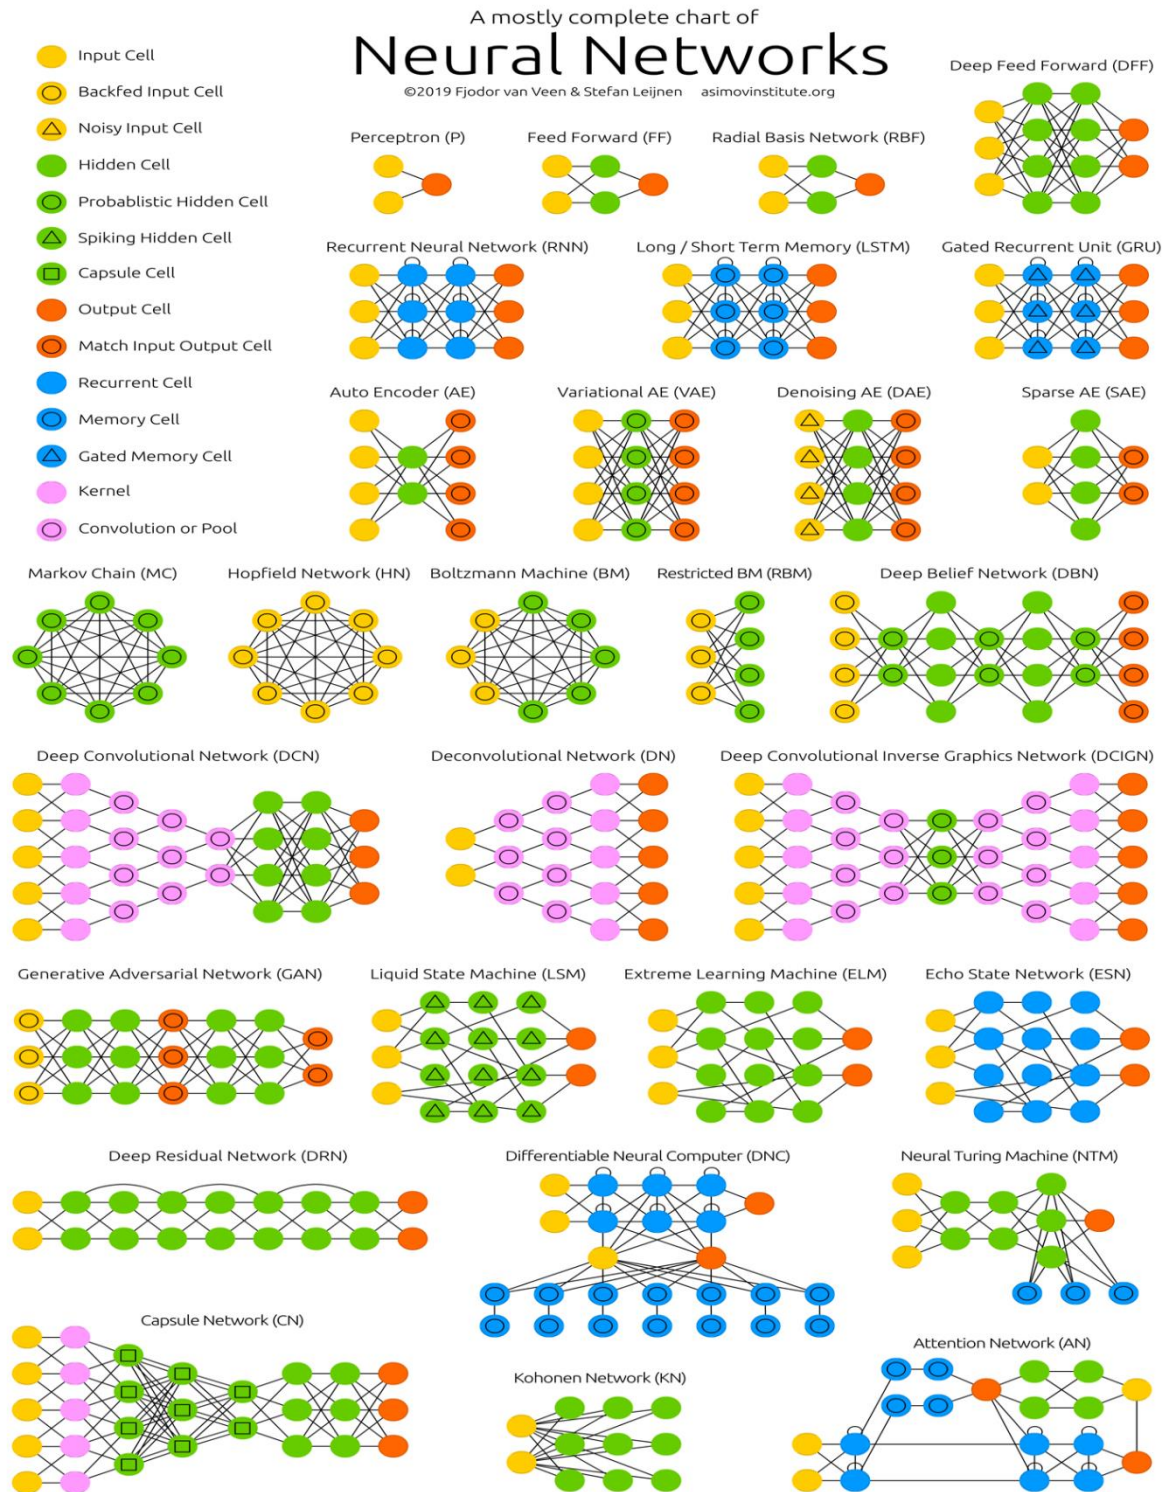 A mostly complete chart of
Neural Networks
©2019 Fjodor van Veen & Stefan Leijnen asimovinstitute.org
Input Cell
Backfed Input Cell
Noisy Input Cell
Hidden Cell
Probablistic Hidden Cell
Spiking Hidden Cell
Capsule Cell
Output Cell
Match Input Output Cell
Recurrent Cell
Memory Cell
Gated Memory Cell
Kernel
Convolution or Pool
Deep Feed Forward (DFF)
Perceptron (P)
Feed Forward (FF)
Radial Basis Network (RBF)
Recurrent Neural Network (RNN)
Long / Short Term Memory (LSTM)
Gated Recurrent Unit (GRU)
Auto Encoder (AE)
Variational AE (VAE)
Denoising AE (DAE)
Sparse AE (SAE)
Markov Chain (MC)
Hopfield Network (HN)
Boltzmann Machine (BM)
Restricted BM (RBM)
Deep Belief Network (DBN)
Deep Convolutional Network (DCN)
Deconvolutional Network (DN)
Deep Convolutional Inverse Graphics Network (DCIGN)
Generative Adversarial Network (GAN)
Liquid State Machine (LSM)
Extreme Learning Machine (ELM)
Echo State Network (ESN)
Deep Residual Network (DRN)
Differentiable Neural Computer (DNC)
Neural Turing Machine (NTM)
Capsule Network (CN)
Kohonen Network (KN)
Attention Network (AN)